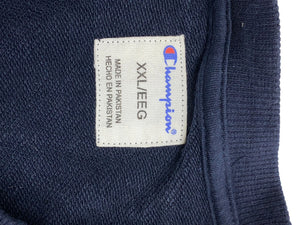 Champion
XXL/EEG
MADE IN PAKISTAN
HECHO EN PAKISTAN